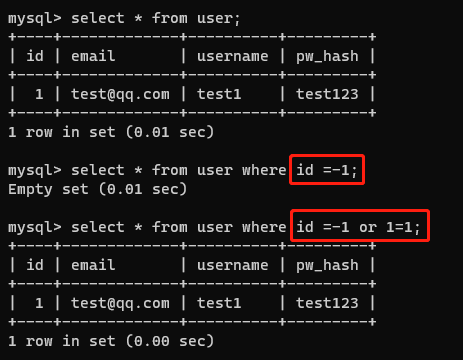 mysql> select * from user;
+----+-------------+----------+---------+
| id | email       | username | pw_hash |
+----+-------------+----------+---------+
|  1 | test@qq.com | test1    | test123 |
+----+-------------+----------+---------+
1 row in set (0.01 sec)
mysql> select * from user where id =-1;
Empty set (0.01 sec)
mysql> select * from user where id =-1 or 1=1;
+----+-------------+----------+---------+
| id | email       | username | pw_hash |
+----+-------------+----------+---------+
|  1 | test@qq.com | test1    | test123 |
+----+-------------+----------+---------+
1 row in set (0.00 sec)